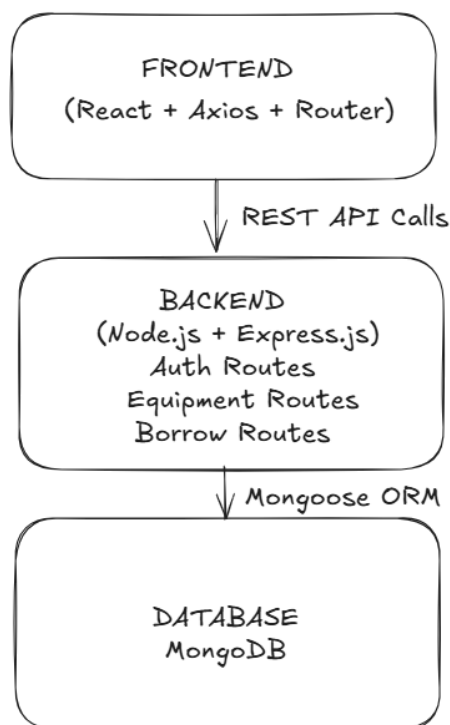 FRONTEND
(React + Axios + Router)
REST API Calls
BACKEND
(Node.js + Express.js)
Auth Routes
Equipment Routes
Borrow Routes
Mongoose ORM
DATABASE
MongoDB